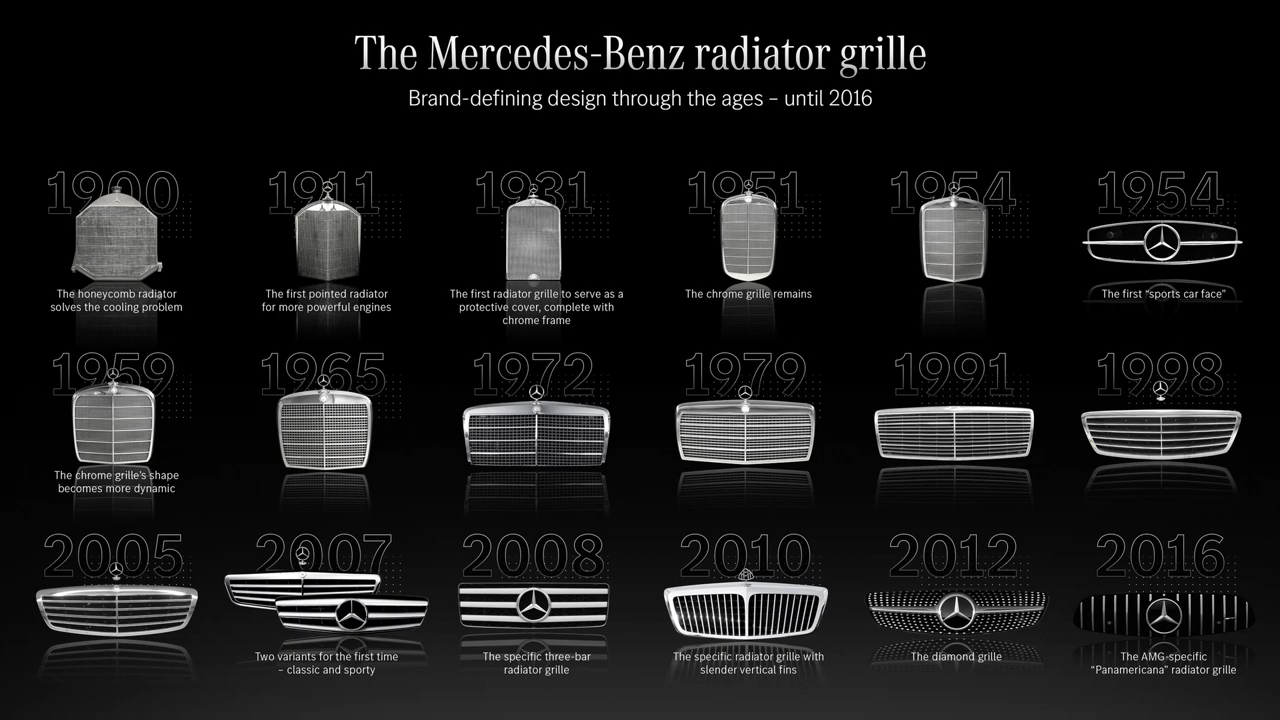 The Mercedes-Benz radiator grille
Brand-defining design through the ages – until 2016
1900
The honeycomb radiator
solves the cooling problem
1911
The first pointed radiator
for more powerful engines
1931
The first radiator grille to serve as a
protective cover, complete with
chrome frame
1951
The chrome grille remains
1954
1954
The first “sports car face”
1959
The chrome grille’s shape
becomes more dynamic
1965
1972
1979
1991
1998
2005
2007
Two variants for the first time
– classic and sporty
2008
The specific three-bar
radiator grille
2010
The specific radiator grille with
slender vertical fins
2012
The diamond grille
2016
The AMG-specific
“Panamericana” radiator grille